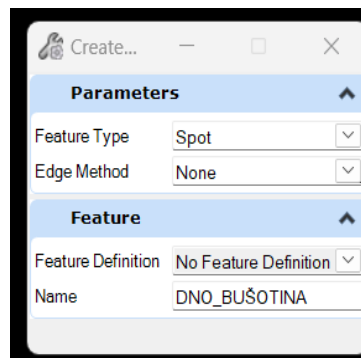 Create...
Parameters
Feature Type Spot
Edge Method None
Feature
Feature Definition No Feature Definition
Name DNO_BUŠOTINA